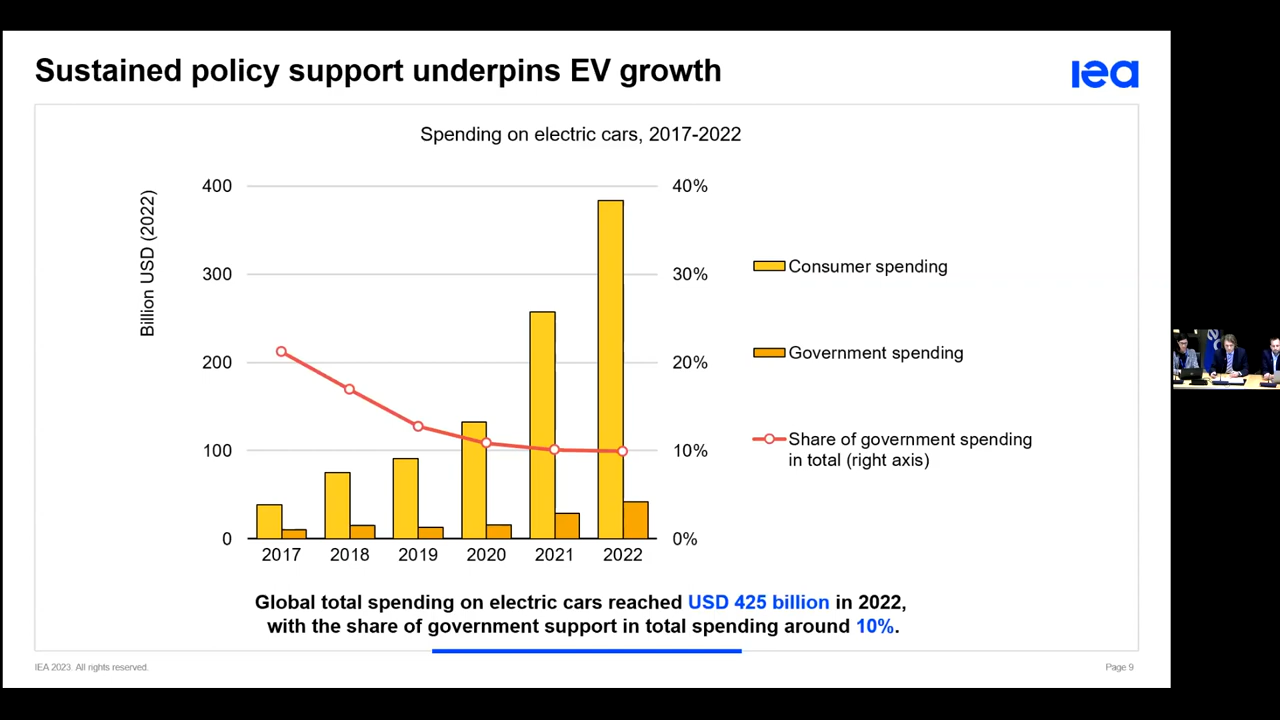 Sustained policy support underpins EV growth
iea
Spending on electric cars, 2017-2022
Billion USD (2022)
400
300
200
100
0
40%
30%
20%
10%
0%
2017 2018 2019 2020 2021 2022
Consumer spending
Government spending
Share of government spending
in total (right axis)
Global total spending on electric cars reached USD 425 billion in 2022,
with the share of government support in total spending around 10%.
IEA 2023. All rights reserved.
Page 9